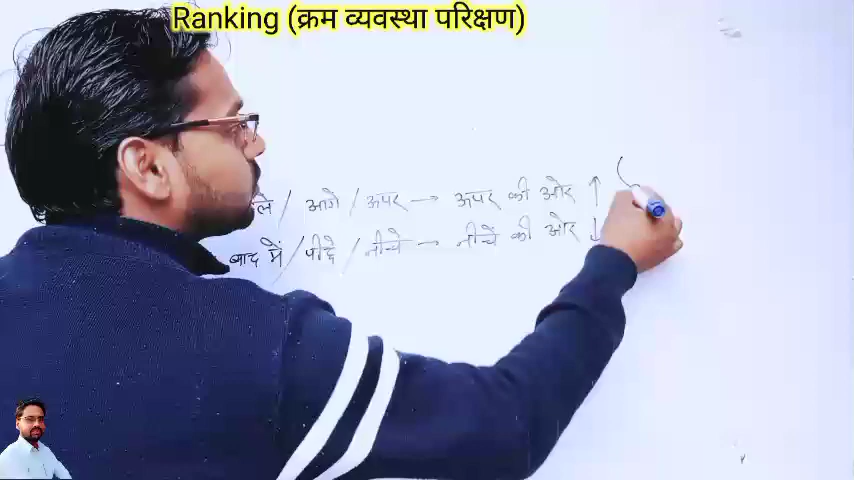 Ranking (क्रम व्यवस्था परिक्षण)
ले / आगे / ऊपर → ऊपर की ओर ↑
बाद में / पीछे / नीचे → नीचे की ओर ↓